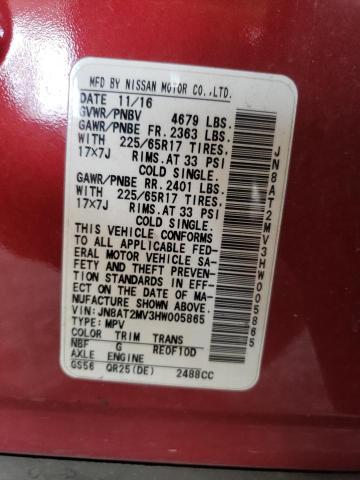 MFD BY NISSAN MOTOR CO.,LTD.
DATE 11/16
GVWR/PNBV 4679 LBS.
GAWR/PNBE FR. 2363 LBS.
WITH 225/65R17 TIRES,
17x7J RIMS.AT 33 PSI
COLD SINGLE.
GAWR/PNBE RR. 2401 LBS.
WITH 225/65R17 TIRES,
17x7J RIMS.AT 33 PSI
COLD SINGLE.
THIS VEHICLE CONFORMS
TO ALL APPLICABLE FED-
ERAL MOTOR VEHICLE SA-
FETY AND THEFT PREVEN-
TION STANDARDS IN EFF-
ECT ON THE DATE OF MA-
NUFACTURE SHOWN ABOVE.
VIN:JN8AT2MV3HW005865
TYPE:MPV
COLOR TRIM TRANS
NBF G RE0F10D
AXLE ENGINE
GS56 QR25(DE) 2488CC
JN8AT2MV3HW005865